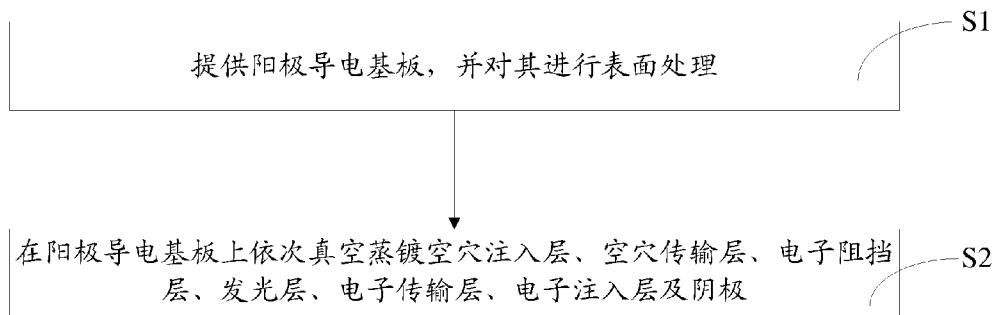 S1
提供阳极导电基板，并对其进行表面处理
在阳极导电基板上依次真空蒸镀空穴注入层、空穴传输层、电子阻挡
层、发光层、电子传输层、电子注入层及阴极
S2